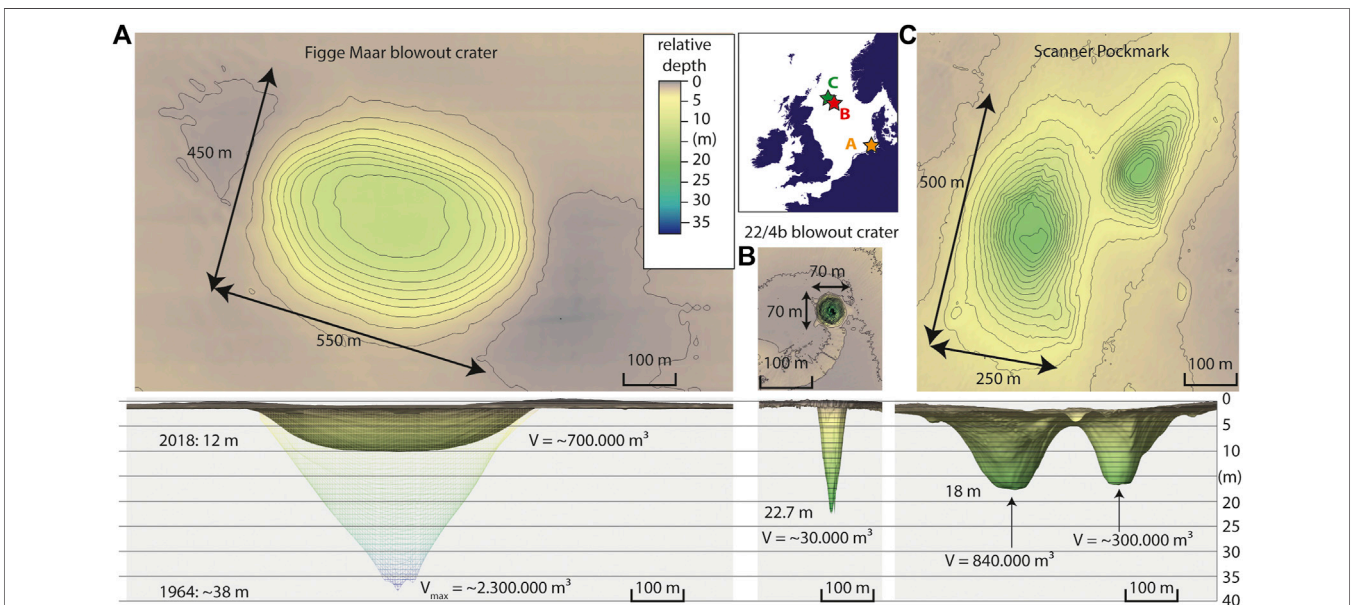 A
Figge Maar blowout crater
450 m
550 m
100 m
relative
depth
0
5
10
(m)
20
25
30
35
C
B
A
22/4b blowout crater
B
70 m
70 m
100 m
C
Scanner Pockmark
500 m
250 m
100 m
2018: 12 m
V = ~700.000 m³
1964: ~38 m
Vmax = ~2.300.000 m³
100 m
22.7 m
V = ~30.000 m³
100 m
18 m
V = 840.000 m³
V = ~300.000 m³
100 m
0
5
10
(m)
20
25
30
35
40